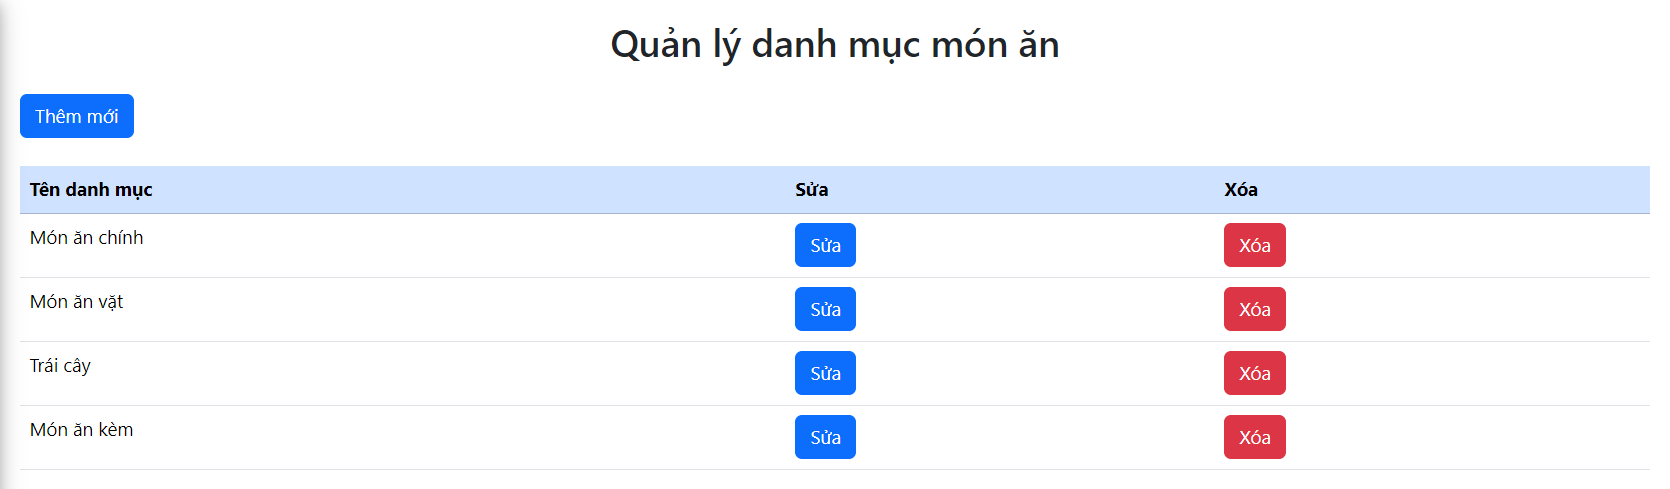 Quản lý danh mục món ăn
Thêm mới
Tên danh mục Sửa Xóa
Món ăn chính Sửa Xóa
Món ăn vặt Sửa Xóa
Trái cây Sửa Xóa
Món ăn kèm Sửa Xóa